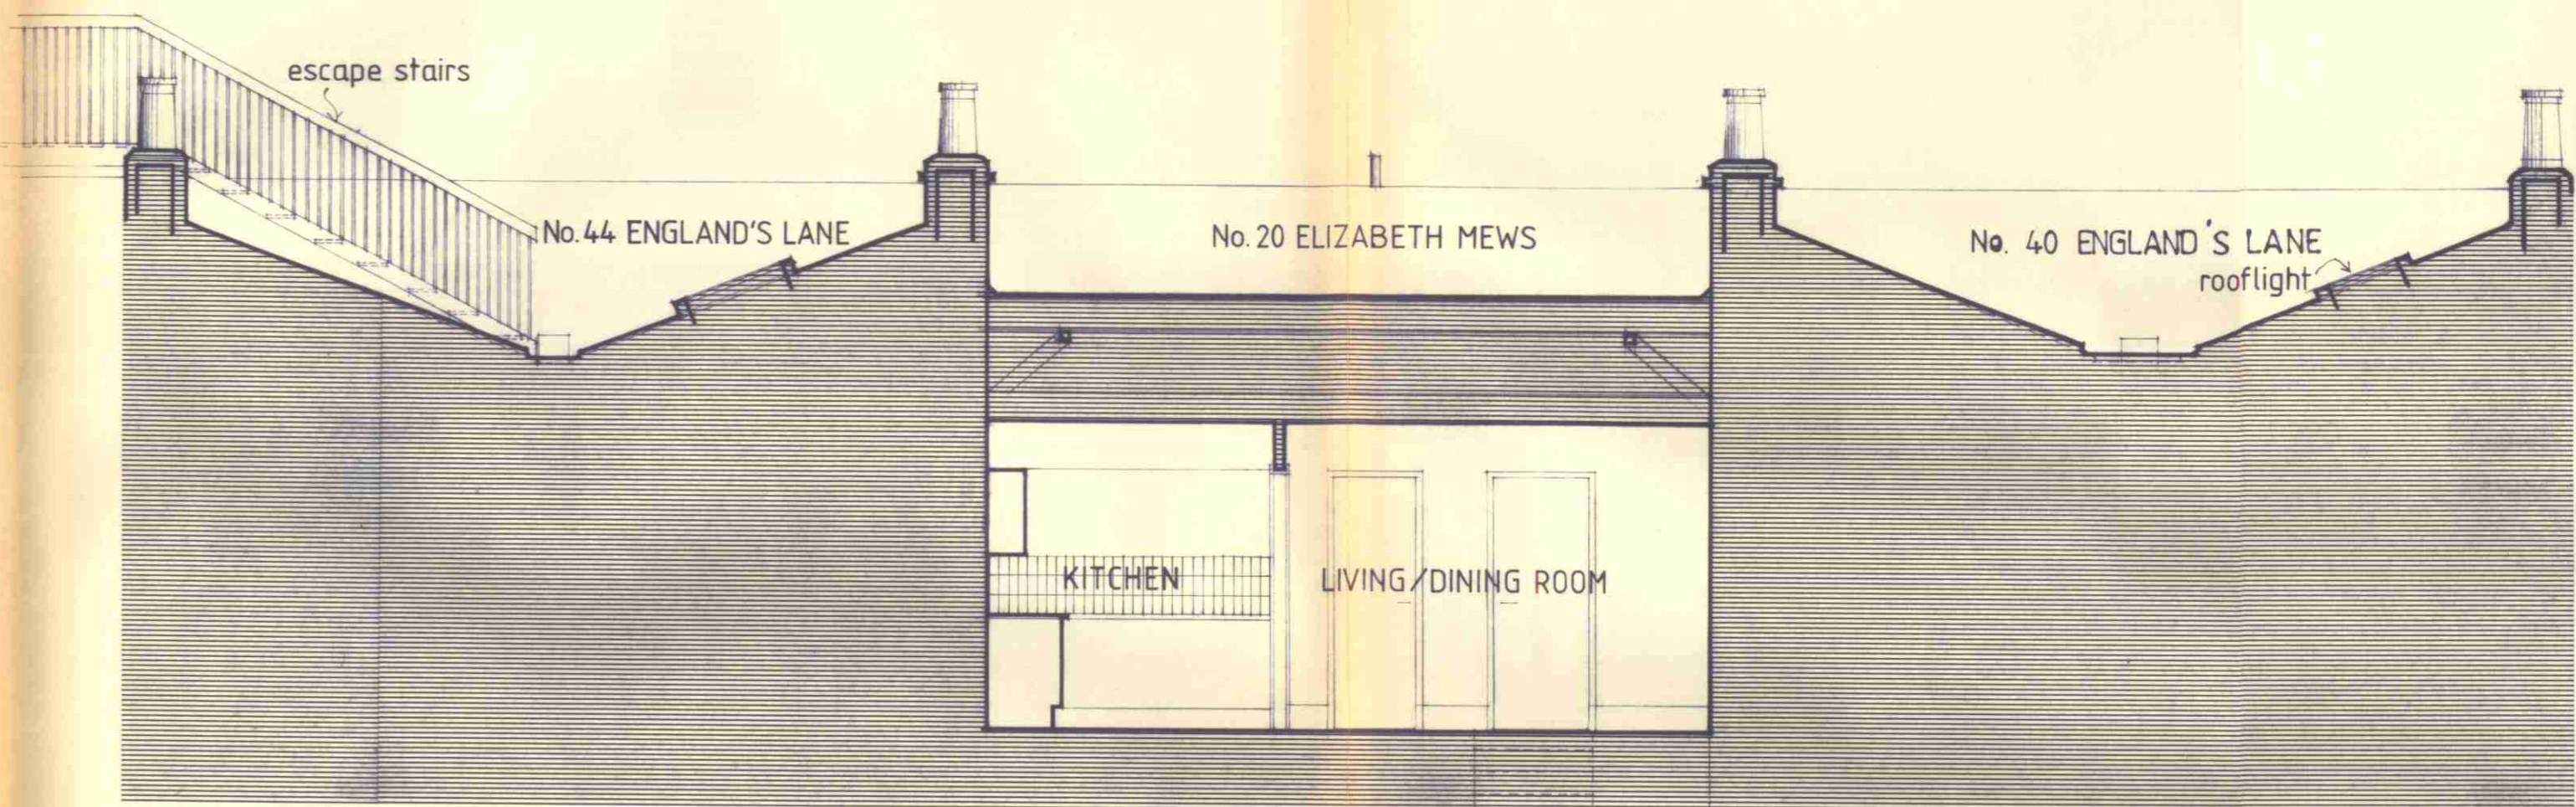 escape stairs
No. 44 ENGLAND'S LANE
No. 20 ELIZABETH MEWS
No. 40 ENGLAND'S LANE
rooflight
KITCHEN
LIVING/DINING ROOM